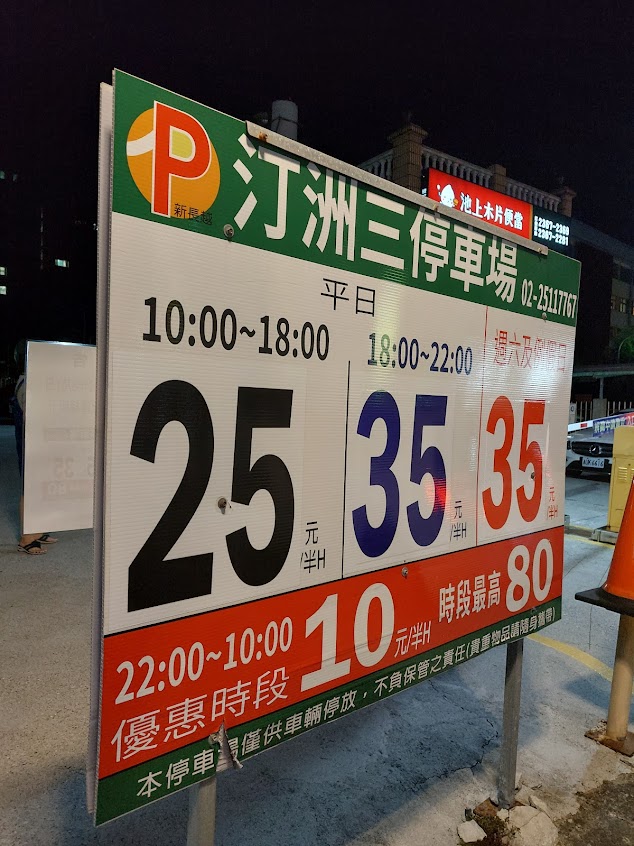 P
新長都
汀洲三停車場
02-25117767
平日
10:00~18:00
18:00~22:00
週六及例假日
25
元/半H
35
元/半H
35
元/半H
22:00~10:00
優惠時段
10
元/半H
時段最高
80
本停車場僅供車輛停放，不負保管之責任(貴重物品請隨身攜帶)
池上木片便當